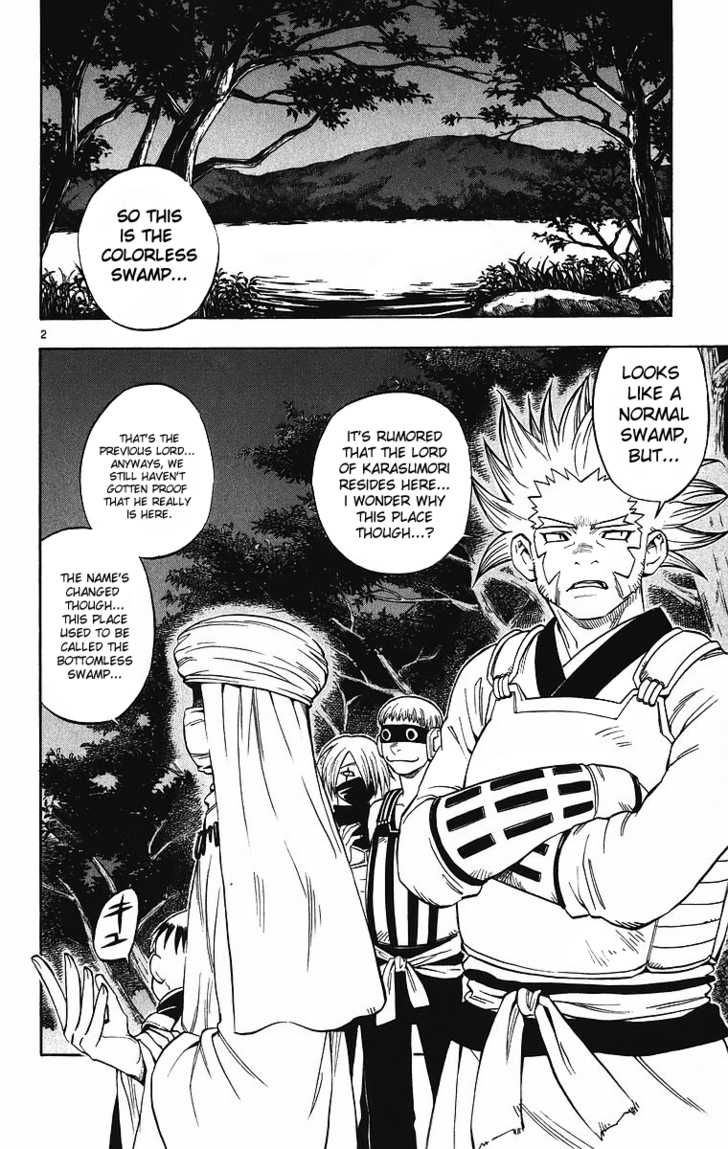 SO THIS
IS THE
COLORLESS
SWAMP...
2
LOOKS
LIKE A
NORMAL
SWAMP,
BUT...
IT'S RUMORED
THAT THE LORD
OF KARASUMORI
RESIDES HERE...
I WONDER WHY
THIS PLACE
THOUGH...?
THAT'S THE
PREVIOUS LORD...
ANYWAYS, WE
STILL HAVEN'T
GOTTEN PROOF
THAT HE REALLY
IS HERE.
THE NAME'S
CHANGED
THOUGH...
THIS PLACE
USED TO BE
CALLED THE
BOTTOMLESS
SWAMP...
キュ